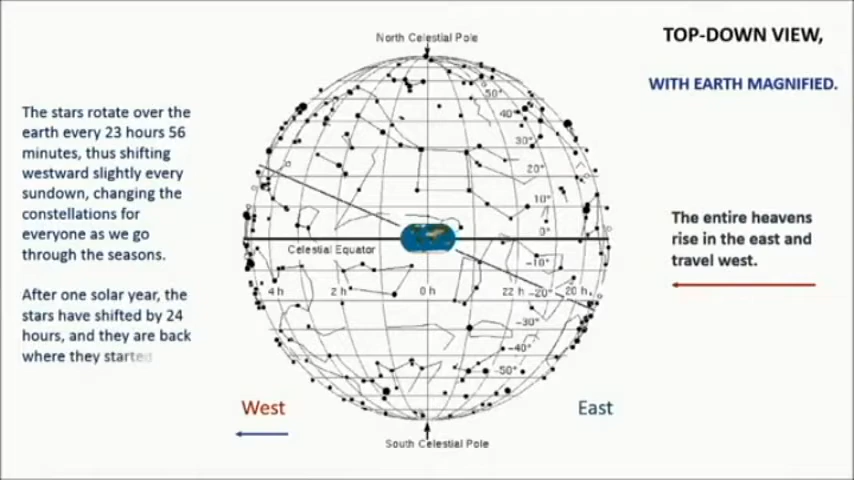 North Celestial Pole
TOP-DOWN VIEW,
WITH EARTH MAGNIFIED.
The stars rotate over the
earth every 23 hours 56
minutes, thus shifting
westward slightly every
sundown, changing the
constellations for
everyone as we go
through the seasons.
After one solar year, the
stars have shifted by 24
hours, and they are back
where they started
50°
40°
30°
20°
10°
0°
Celestial Equator
-10°
4 h 2 h 0 h 22 h -20° 20 h
-30°
-40°
-50°
The entire heavens
rise in the east and
travel west.
West
East
South Celestial Pole